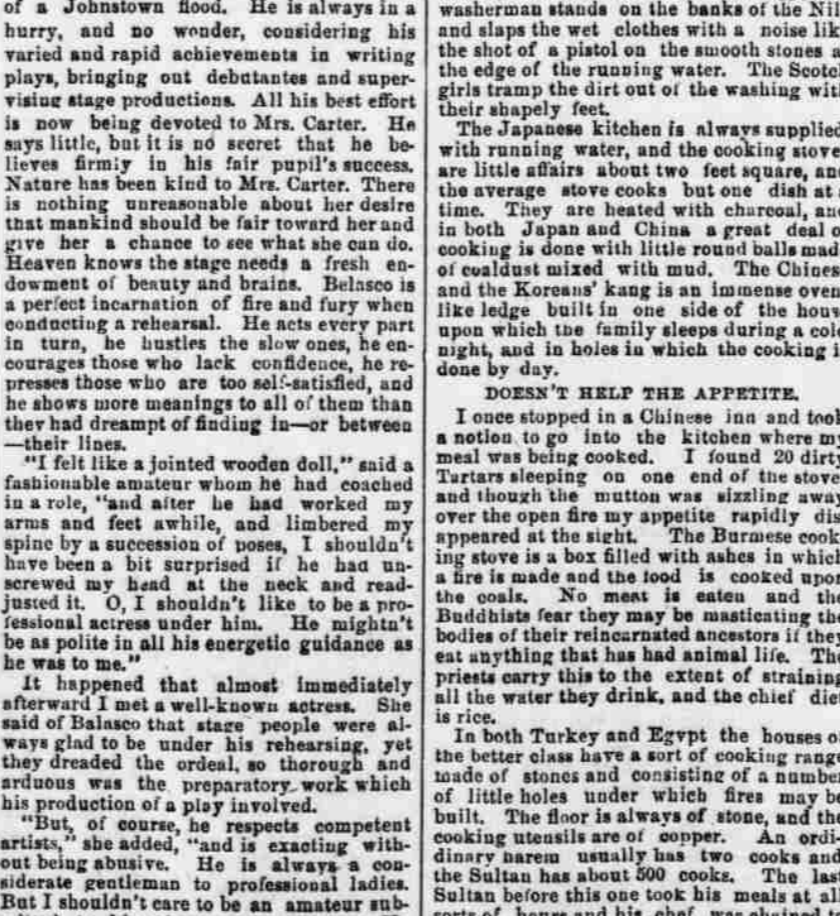 of a Johnstown flood. He is always in a
hurry, and no wonder, considering his
varied and rapid achievements in writing
plays, bringing out debutantes and super-
vising stage productions. All his best effort
is now being devoted to Mrs. Carter. He
says little, but it is no secret that he be-
lieves firmly in his fair pupil's success.
Nature has been kind to Mrs. Carter. There
is nothing unreasonable about her desire
that mankind should be fair toward her and
give her a chance to see what she can do.
Heaven knows the stage needs a fresh en-
dowment of beauty and brains. Belasco is
a perfect incarnation of fire and fury when
conducting a rehearsal. He acts every part
in turn, he hustles the slow ones, he en-
courages those who lack confidence, he re-
presses those who are too self-satisfied, and
he shows more meanings to all of them than
they had dreampt of finding in—or between
—their lines.
"I felt like a jointed wooden doll," said a
fashionable amateur whom he had coached
in a role, "and after he had worked my
arms and feet awhile, and limbered my
spine by a succession of poses, I shouldn't
have been a bit surprised if he had un-
screwed my head at the neck and read-
justed it. O, I shouldn't like to be a pro-
fessional actress under him. He mightn't
be as polite in all his energetic guidance as
he was to me."
It happened that almost immediately
afterward I met a well-known actress. She
said of Balasco that stage people were al-
ways glad to be under his rehearsing, yet
they dreaded the ordeal, so thorough and
arduous was the preparatory work which
his production of a play involved.
"But, of course, he respects competent
artists," she added, "and is exacting with-
out being abusive. He is always a con-
siderate gentleman to professional ladies.
But I shouldn't care to be an amateur sub-
washerman stands on the banks of the Nil
and slaps the wet clothes with a noise lik
the shot of a pistol on the smooth stones
the edge of the running water. The Scotc
girls tramp the dirt out of the washing wit
their shapely feet.
The Japanese kitchen is always supplied
with running water, and the cooking stove
are little affairs about two feet square, an
the average stove cooks but one dish at
time. They are heated with charcoal, an
in both Japan and China a great deal o
cooking is done with little round balls mad
of coaldust mixed with mud. The Chines
and the Koreans' kang is an immense oven
like ledge built in one side of the hous
upon which the family sleeps during a col
night, and in holes in which the cooking i
done by day.
DOESN'T HELP THE APPETITE.
I once stopped in a Chinese inn and took
a notion to go into the kitchen where my
meal was being cooked. I found 20 dirty
Tartars sleeping on one end of the stove
and though the mutton was sizzling awa
over the open fire my appetite rapidly dis
appeared at the sight. The Burmese cook
ing stove is a box filled with ashes in which
a fire is made and the food is cooked upon
the coals. No meat is eaten and the
Buddhists fear they may be masticating the
bodies of their reincarnated ancestors if they
eat anything that has had animal life. The
priests carry this to the extent of straining
all the water they drink, and the chief die
is rice.
In both Turkey and Egypt the houses o
the better class have a sort of cooking range
made of stones and consisting of a numbe
of little holes under which fires may be
built. The floor is always of stone, and the
cooking utensils are of copper. An ordi-
dinary harem usually has two cooks and
the Sultan has about 500 cooks. The last
Sultan before this one took his meals at al
sorts of hours and his chef